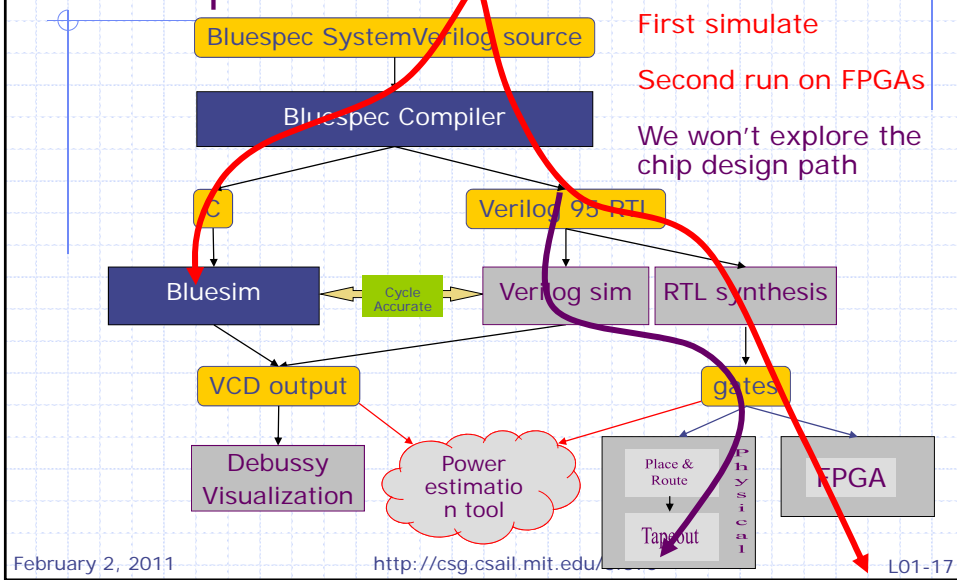 Bluespec SystemVerilog source
First simulate
Second run on FPGAs
We won't explore the
chip design path
Bluespec Compiler
C
Verilog 95 RTL
Bluesim
Cycle
Accurate
Verilog sim
RTL synthesis
VCD output
gates
Debussy
Visualization
Power
estimatio
n tool
Place &
Route
Tapeout
Physical
FPGA
February 2, 2011
http://csg.csail.mit.edu/
L01-17